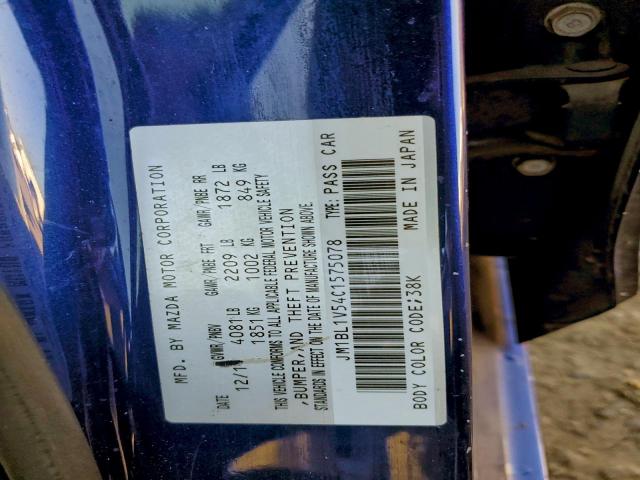 MFD. BY MAZDA MOTOR CORPORATION
DATE GVWR/PNBV GAWR/PNBE FRT GAWR/PNBE RR
12/1 4081 LB 2209 LB 1872 LB
1851 KG 1002 KG 849 KG
THIS VEHICLE CONFORMS TO ALL APPLICABLE FEDERAL MOTOR VEHICLE SAFETY
,BUMPER,AND THEFT PREVENTION
STANDARDS IN EFFECT ON THE DATE OF MANUFACTURE SHOWN ABOVE.
JM1BL1V54C1575078 TYPE: PASS CAR
BODY COLOR CODE;38K MADE IN JAPAN